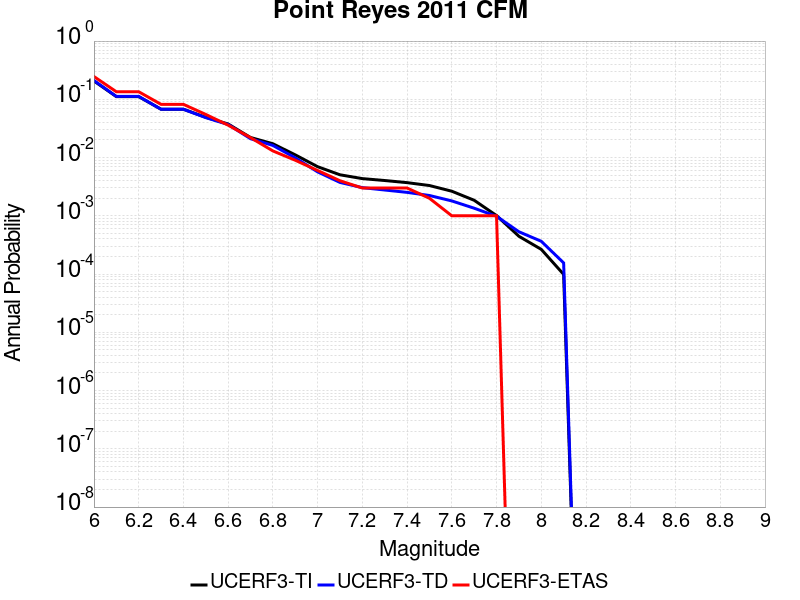 Point Reyes 2011 CFM
10^0
10^-1
10^-2
10^-3
10^-4
10^-5
10^-6
10^-7
10^-8
Annual Probability
6 6.2 6.4 6.6 6.8 7 7.2 7.4 7.6 7.8 8 8.2 8.4 8.6 8.8 9
Magnitude
UCERF3-TI UCERF3-TD UCERF3-ETAS